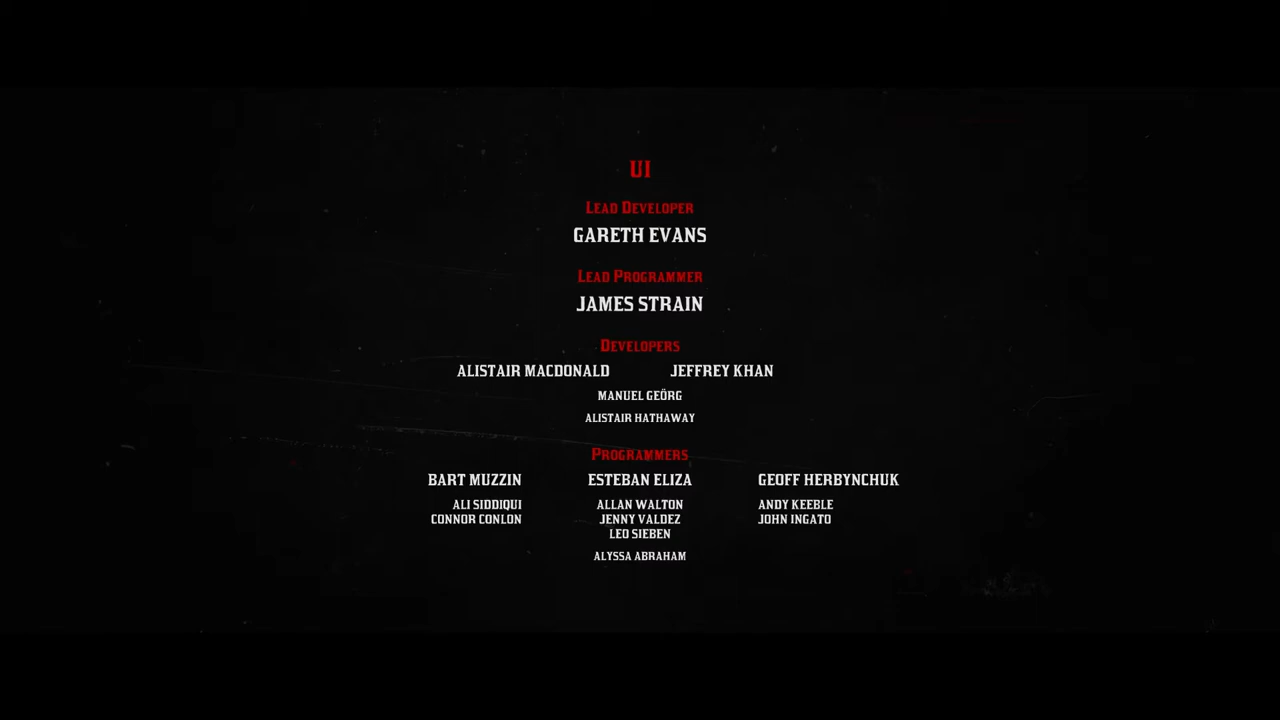 UI
Lead Developer
GARETH EVANS
Lead Programmer
JAMES STRAIN
Developers
ALISTAIR MACDONALD JEFFREY KHAN
MANUEL GEÖRG
ALISTAIR HATHAWAY
Programmers
BART MUZZIN ESTEBAN ELIZA GEOFF HERBYNCHUK
ALI SIDDIQUI ALLAN WALTON ANDY KEEBLE
CONNOR CONLON JENNY VALDEZ JOHN INGATO
LEO SIEBEN
ALYSSA ABRAHAM